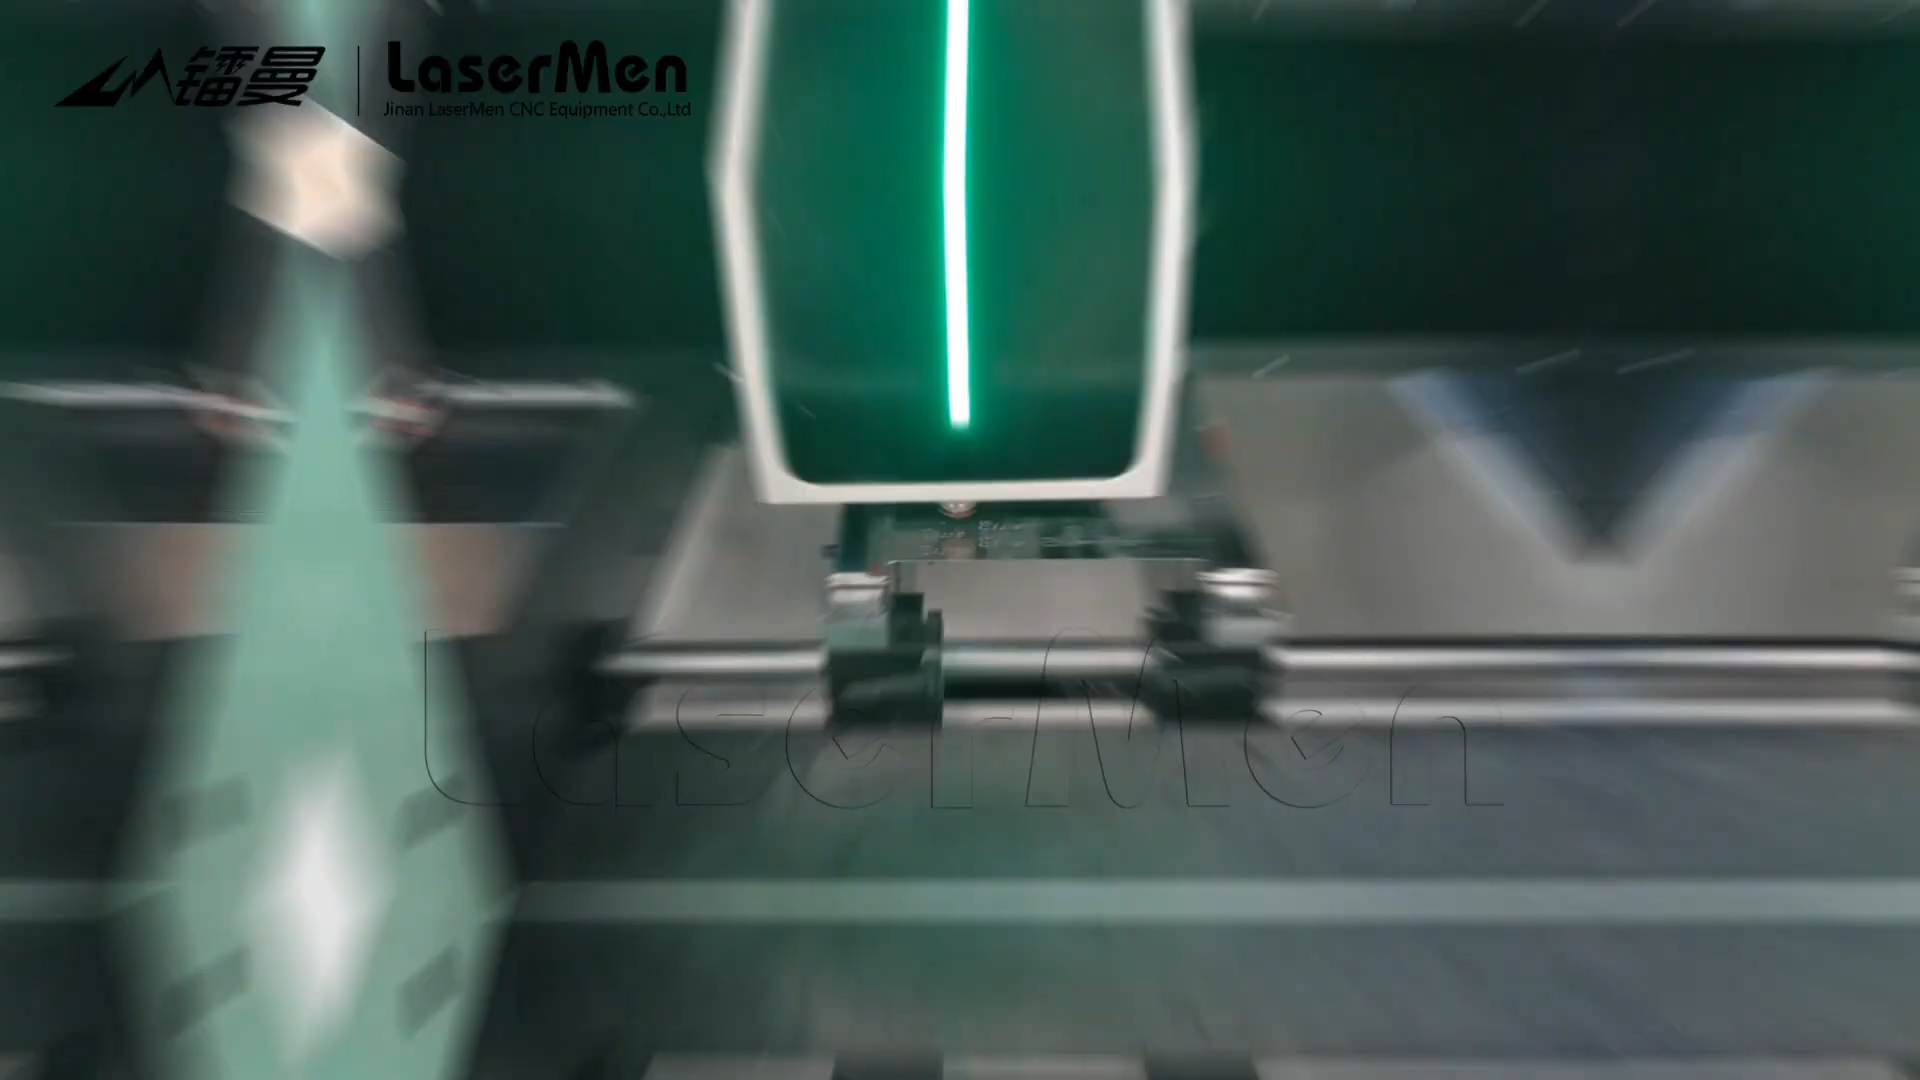 镭曼
LaserMen
Jinan LaserMen CNC Equipment Co.,Ltd
LaserMen